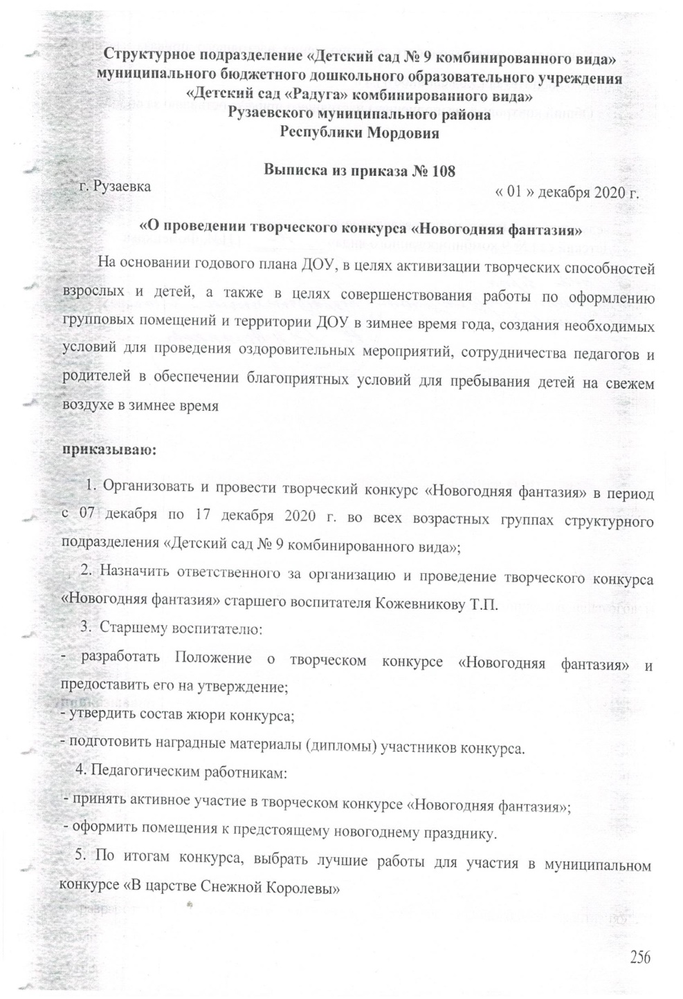 Структурное подразделение «Детский сад № 9 комбинированного вида»
муниципального бюджетного дошкольного образовательного учреждения
«Детский сад «Радуга» комбинированного вида»
Рузаевского муниципального района
Республики Мордовия
Выписка из приказа № 108
г. Рузаевка
« 01 » декабря 2020 г.
«О проведении творческого конкурса «Новогодняя фантазия»
На основании годового плана ДОУ, в целях активизации творческих способностей
взрослых и детей, а также в целях совершенствования работы по оформлению
групповых помещений и территории ДОУ в зимнее время года, создания необходимых
условий для проведения оздоровительных мероприятий, сотрудничества педагогов и
родителей в обеспечении благоприятных условий для пребывания детей на свежем
воздухе в зимнее время
приказываю:
1. Организовать и провести творческий конкурс «Новогодняя фантазия» в период
с 07 декабря по 17 декабря 2020 г. во всех возрастных группах структурного
подразделения «Детский сад № 9 комбинированного вида»;
2. Назначить ответственного за организацию и проведение творческого конкурса
«Новогодняя фантазия» старшего воспитателя Кожевникову Т.П.
3. Старшему воспитателю:
- разработать Положение о творческом конкурсе «Новогодняя фантазия» и
предоставить его на утверждение;
- утвердить состав жюри конкурса;
- подготовить наградные материалы (дипломы) участников конкурса.
4. Педагогическим работникам:
- принять активное участие в творческом конкурсе «Новогодняя фантазия»;
- оформить помещения к предстоящему новогоднему празднику.
5. По итогам конкурса, выбрать лучшие работы для участия в муниципальном
конкурсе «В царстве Снежной Королевы»
256